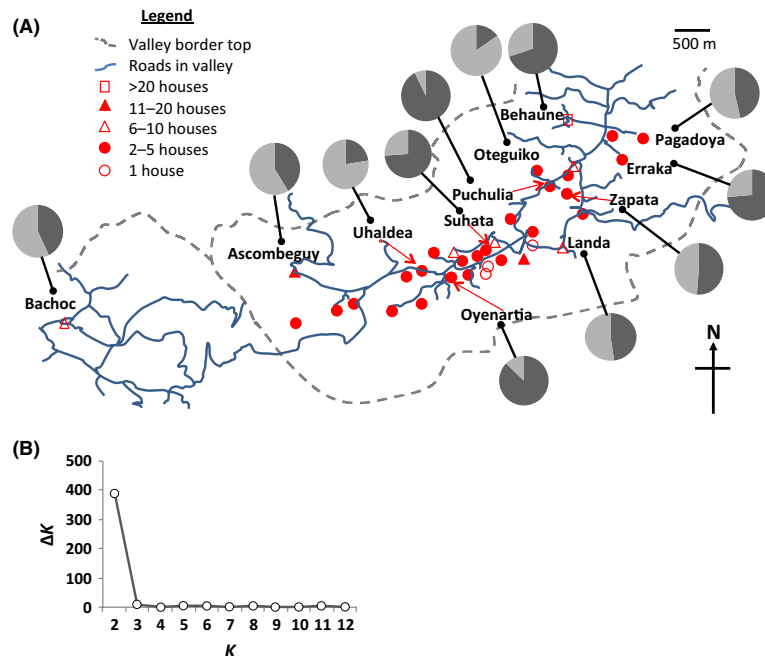 (A)
Legend
Valley border top
Roads in valley
>20 houses
11–20 houses
6–10 houses
2–5 houses
1 house
500 m
Behaune
Pagadoya
Oteguiko
Erraka
Puchulia
Zapata
Suhata
Uhaldea
Landa
Ascombeguy
Bachoc
Oyenartia
N
(B)
500
400
300
200
100
0
ΔK
2 3 4 5 6 7 8 9 10 11 12
K